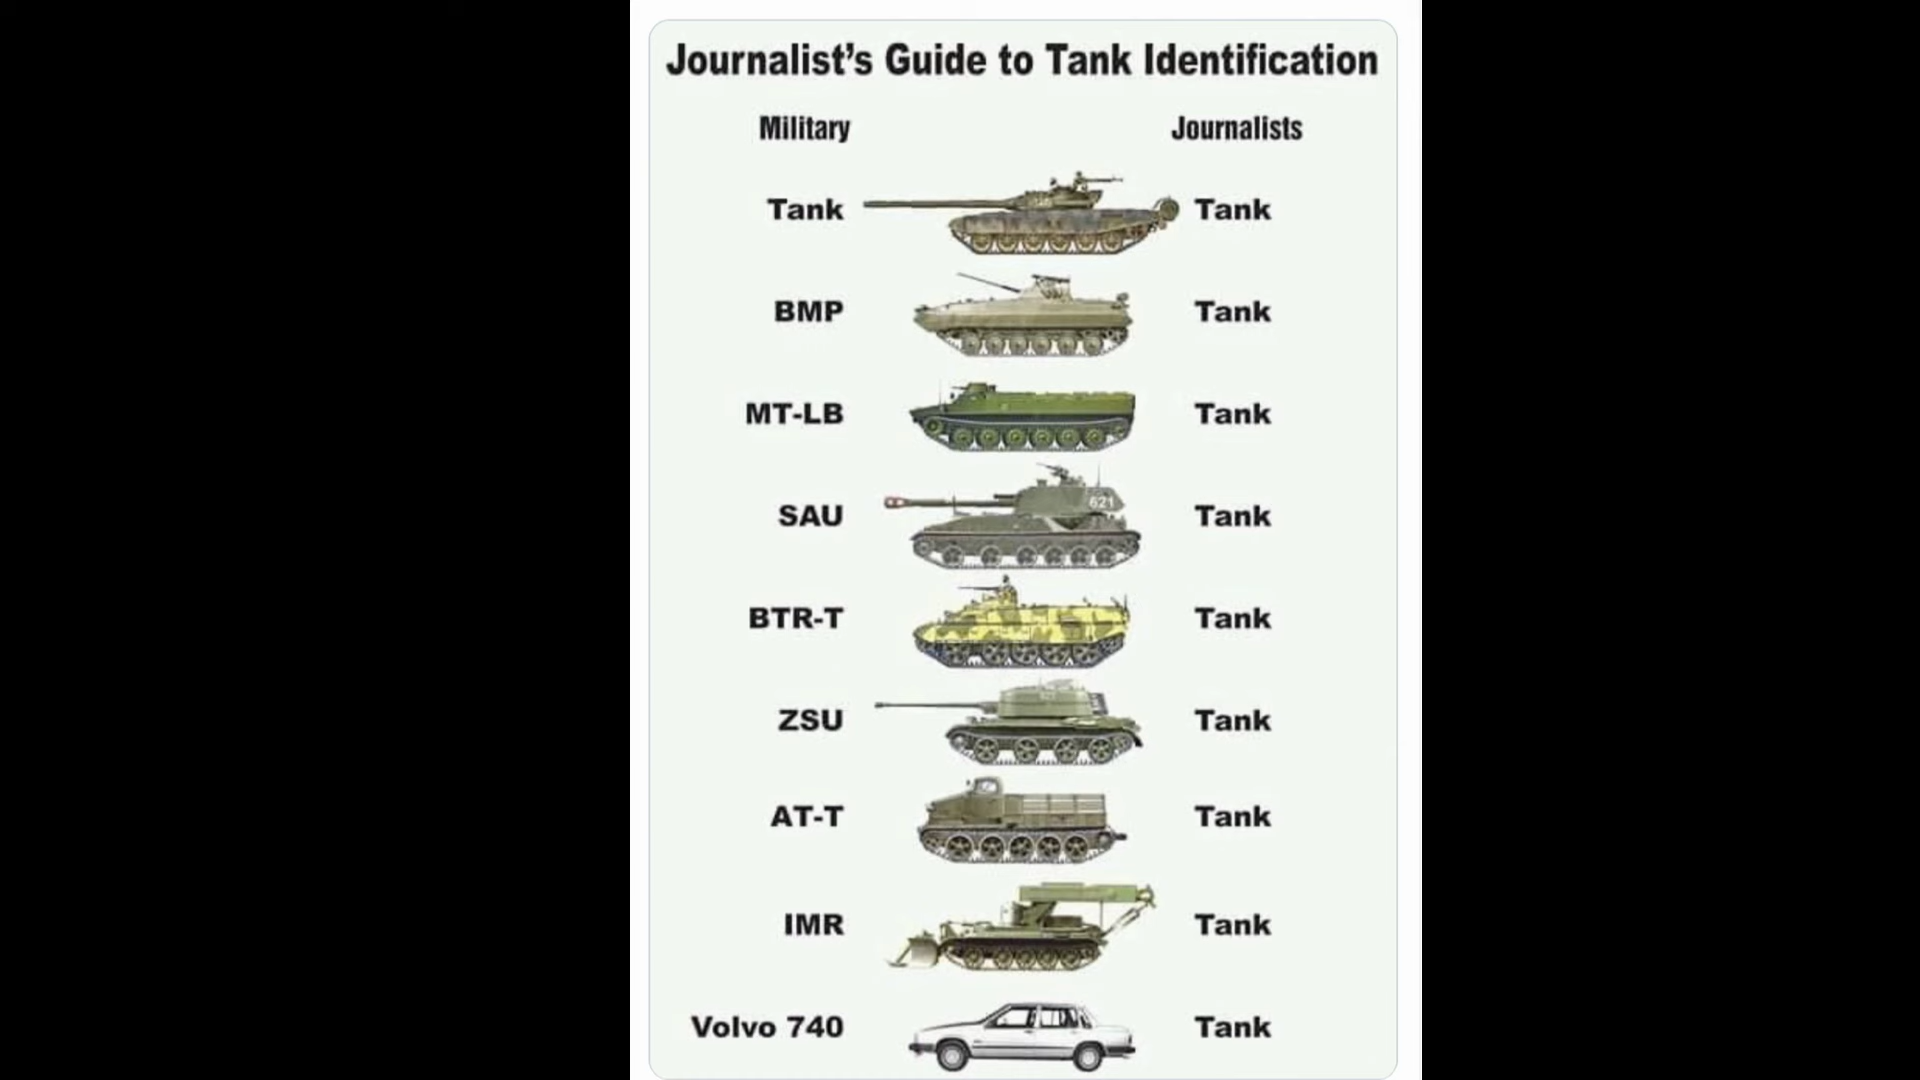 Journalist's Guide to Tank Identification
Military Journalists
Tank Tank
BMP Tank
MT-LB Tank
SAU Tank
621
BTR-T Tank
ZSU Tank
AT-T Tank
IMR Tank
Volvo 740 Tank